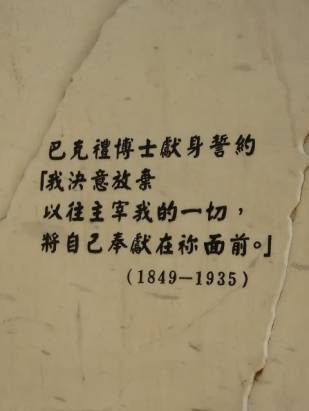 巴克禮博士獻身誓約
「我決意放棄
以往主宰我的一切，
將自己奉獻在祢面前。」
(1849－1935)